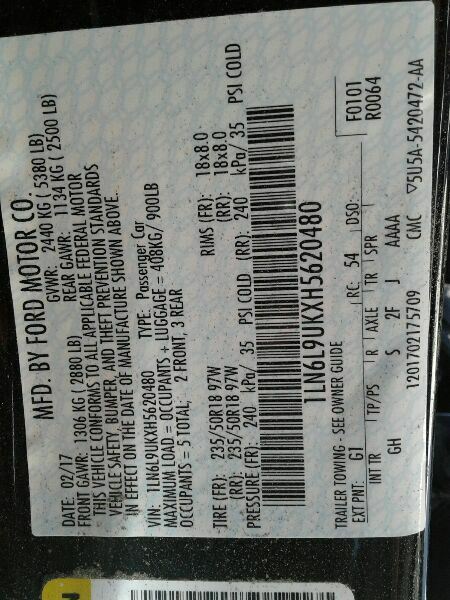 MFD. BY FORD MOTOR CO.
DATE: 02/17 GVWR: 2440 KG ( 5380 LB)
FRONT GAWR: 1306 KG (2880 LB) REAR GAWR: 1134 KG ( 2500 LB)
THIS VEHICLE CONFORMS TO ALL APPLICABLE FEDERAL MOTOR
VEHICLE SAFETY, BUMPER, AND THEFT PREVENTION STANDARDS
IN EFFECT ON THE DATE OF MANUFACTURE SHOWN ABOVE.
VIN: 1LN6L9UKXH5620480 TYPE: Passenger Car
MAXIMUM LOAD = OCCUPANTS + LUGGAGE = 408KG/ 900LB
OCCUPANTS = 5 TOTAL; 2 FRONT, 3 REAR
TIRE (FR): 235/50R18 97W RIMS (FR): 18x8.0
(RR): 235/50R18 97W (RR): 18x8.0
PRESSURE (FR): 240 kPa/ 35 PSI COLD (RR): 240 kPa/ 35 PSI COLD
1LN6L9UKXH5620480
TRAILER TOWING - SEE OWNER GUIDE F0101
EXT PNT: G1 RC: 54 DSO: R0064
INT TR TP/PS R AXLE TR SPR
GH S 2F J AAAA
1201702175709 CMC ▽5U5A-5420472-AA
N